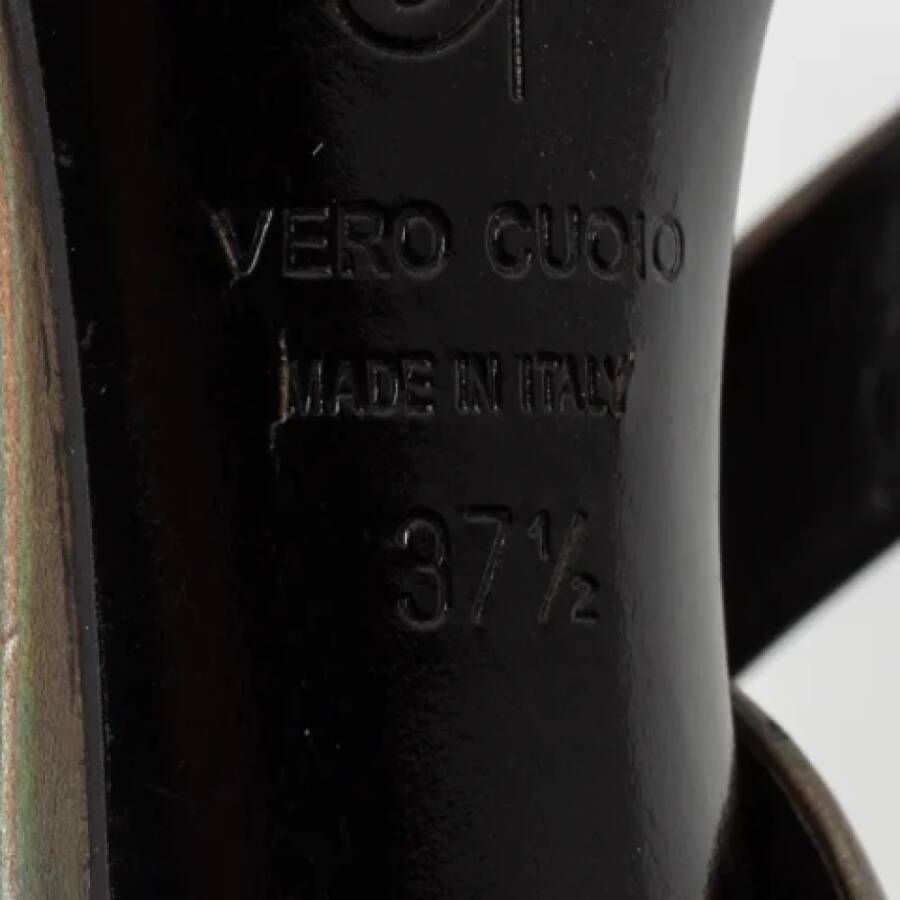 VERO CUOIO
MADE IN ITALY
37½